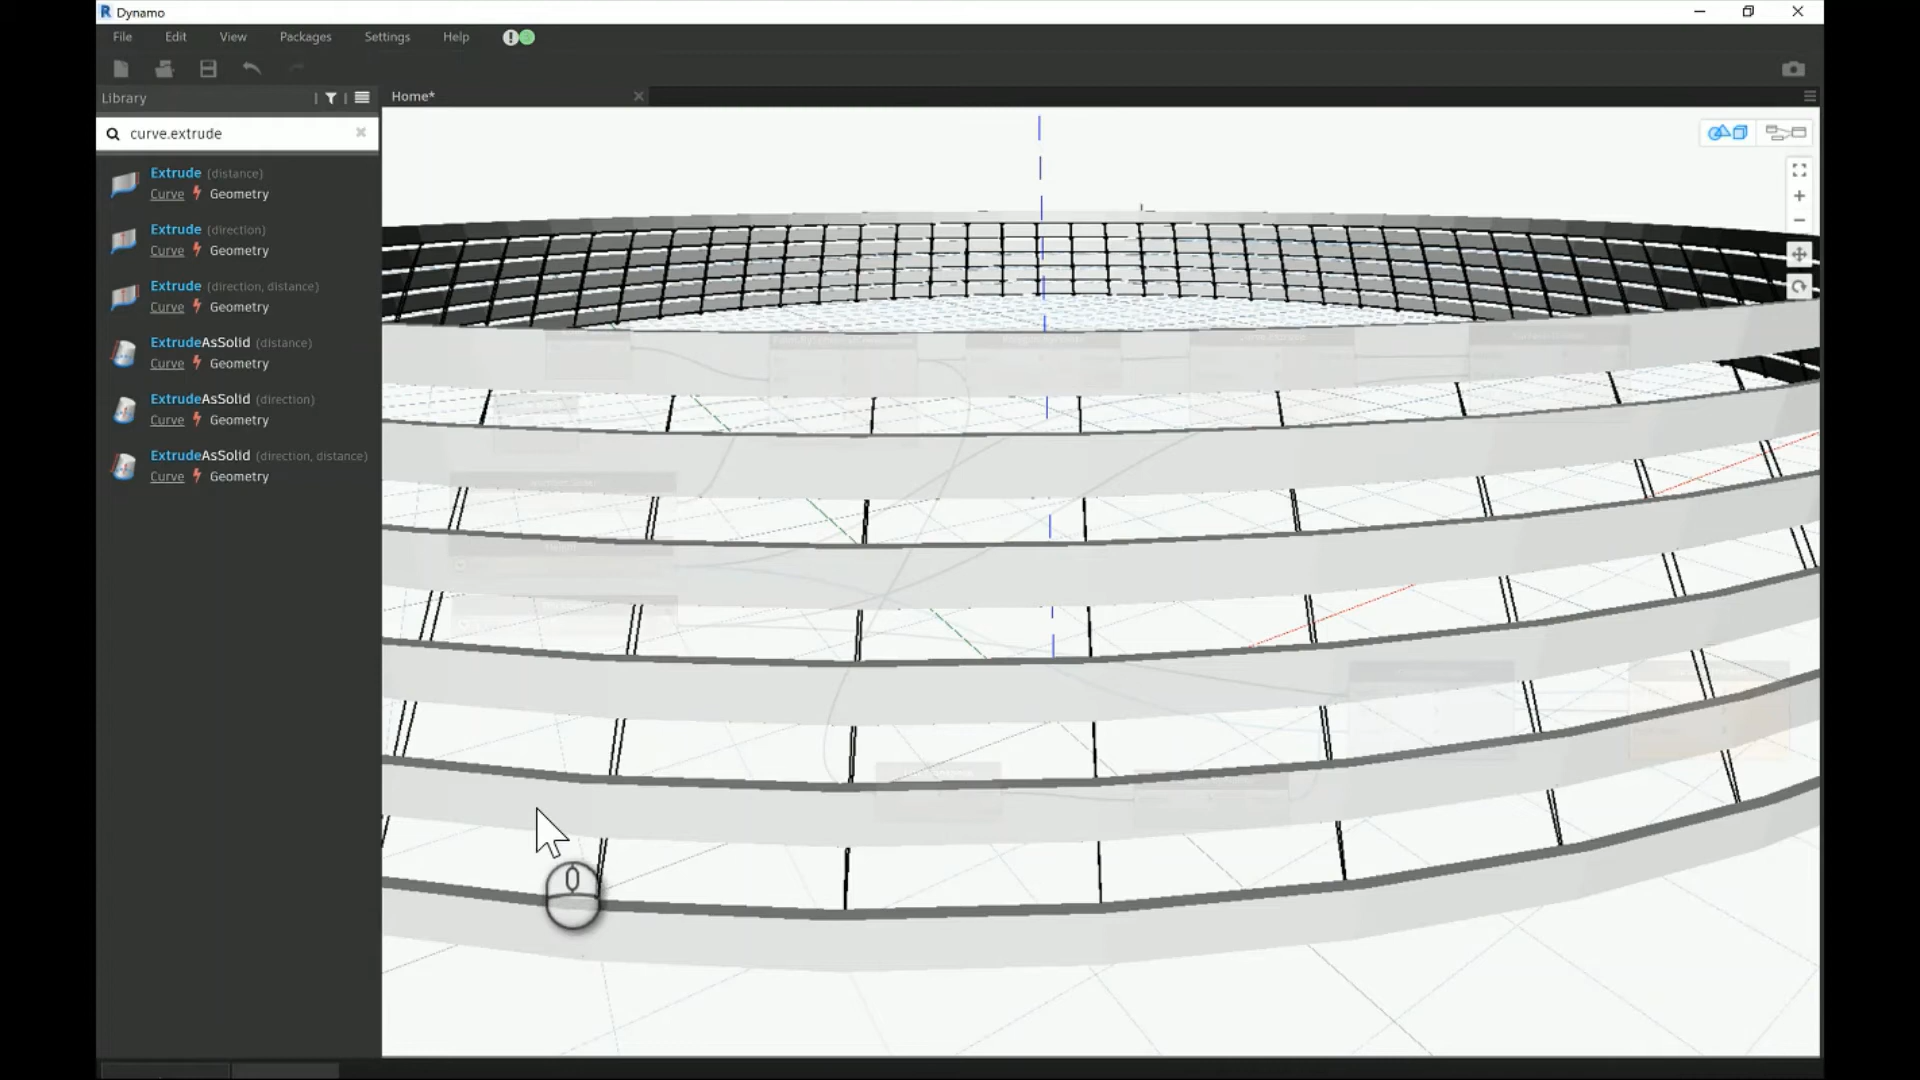 Dynamo
File Edit View Packages Settings Help
Library
Home*
curve.extrude
Extrude (distance)
Curve Geometry
Extrude (direction)
Curve Geometry
Extrude (direction, distance)
Curve Geometry
ExtrudeAsSolid (distance)
Curve Geometry
ExtrudeAsSolid (direction)
Curve Geometry
ExtrudeAsSolid (direction, distance)
Curve Geometry